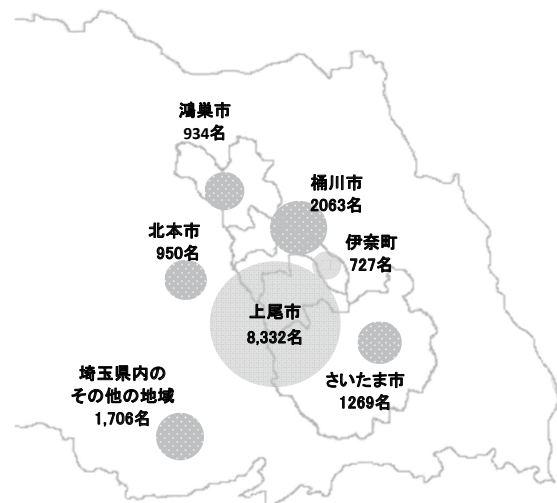 鴻巣市
934名
桶川市
2063名
北本市
950名
伊奈町
727名
上尾市
8,332名
さいたま市
1269名
埼玉県内の
その他の地域
1,706名